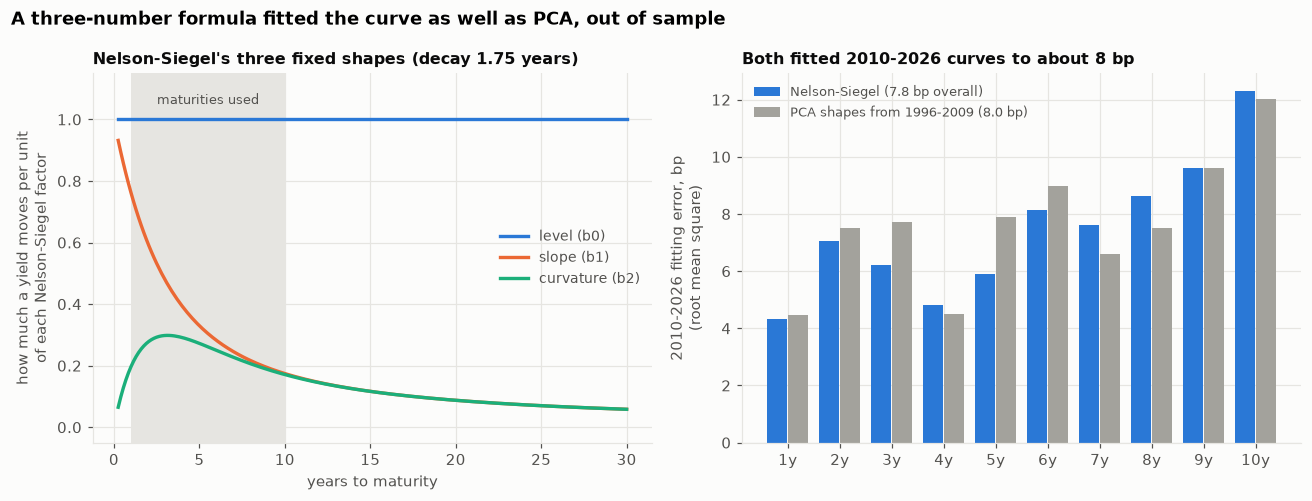 A three-number formula fitted the curve as well as PCA, out of sample
Nelson-Siegel's three fixed shapes (decay 1.75 years)
how much a yield moves per unit
of each Nelson-Siegel factor
1.0
0.8
0.6
0.4
0.2
0.0
maturities used
level (b0)
slope (b1)
curvature (b2)
0 5 10 15 20 25 30
years to maturity
Both fitted 2010-2026 curves to about 8 bp
2010-2026 fitting error, bp
(root mean square)
12
10
8
6
4
2
0
Nelson-Siegel (7.8 bp overall)
PCA shapes from 1996-2009 (8.0 bp)
1y 2y 3y 4y 5y 6y 7y 8y 9y 10y